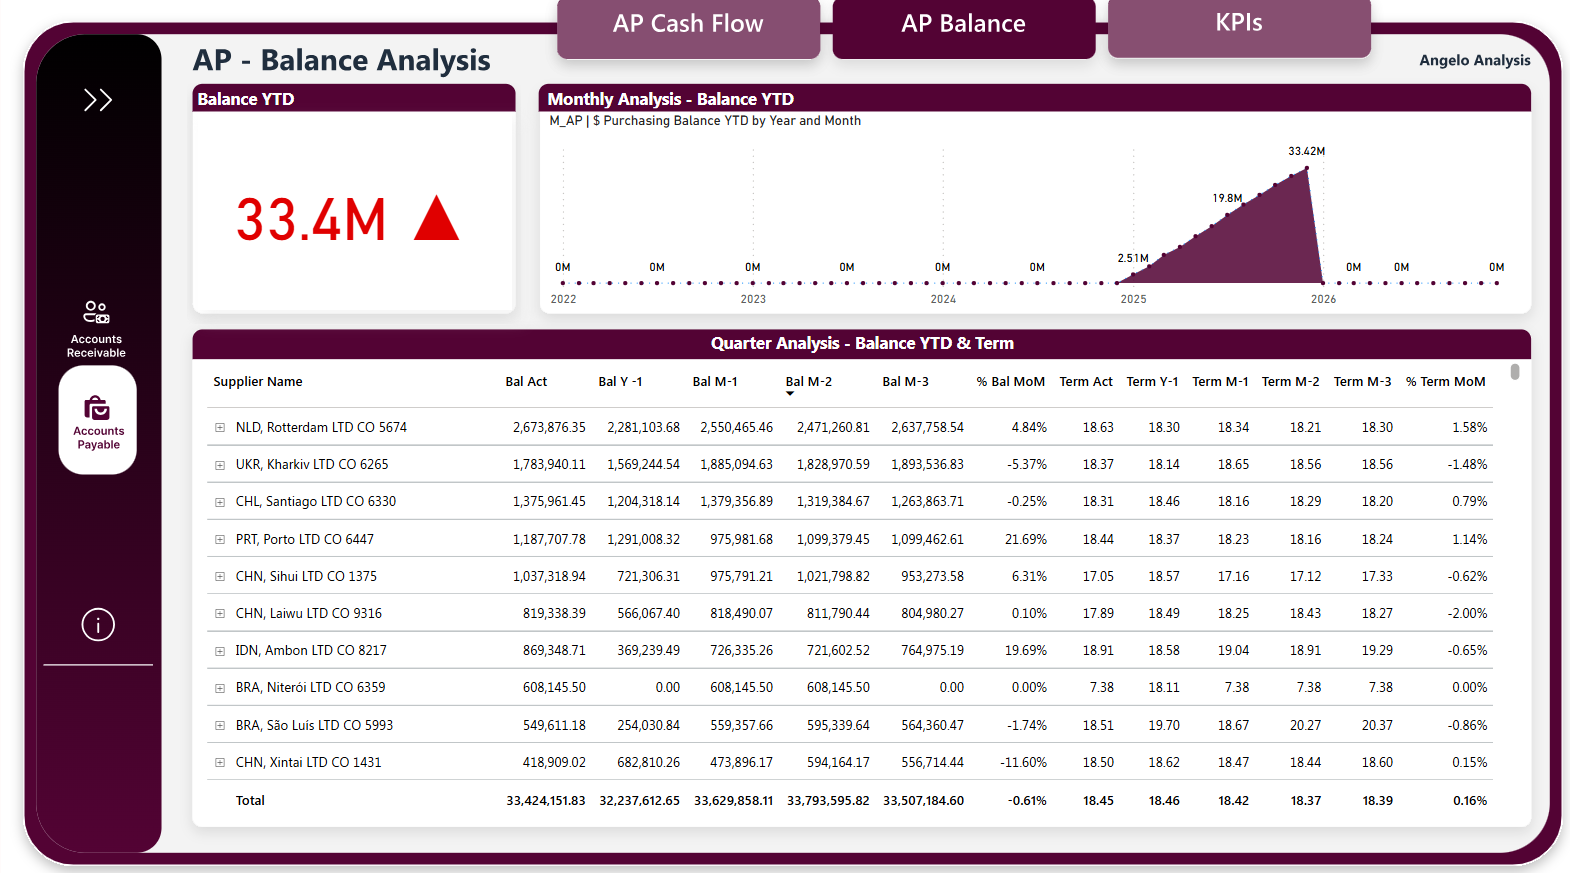 AP Cash Flow
AP Balance
KPIs
AP - Balance Analysis
Angelo Analysis
Balance YTD
33.4M
Monthly Analysis - Balance YTD
M_AP | $ Purchasing Balance YTD by Year and Month
33.42M
19.8M
2.51M
0M 0M 0M 0M 0M 0M 0M 0M 0M
2022 2023 2024 2025 2026
Accounts
Receivable
Accounts
Payable
Quarter Analysis - Balance YTD & Term
Supplier Name Bal Act Bal Y -1 Bal M-1 Bal M-2 Bal M-3 % Bal MoM Term Act Term Y-1 Term M-1 Term M-2 Term M-3 % Term MoM
NLD, Rotterdam LTD CO 5674 2,673,876.35 2,281,103.68 2,550,465.46 2,471,260.81 2,637,758.54 4.84% 18.63 18.30 18.34 18.21 18.30 1.58%
UKR, Kharkiv LTD CO 6265 1,783,940.11 1,569,244.54 1,885,094.63 1,828,970.59 1,893,536.83 -5.37% 18.37 18.14 18.65 18.56 18.56 -1.48%
CHL, Santiago LTD CO 6330 1,375,961.45 1,204,318.14 1,379,356.89 1,319,384.67 1,263,863.71 -0.25% 18.31 18.46 18.16 18.29 18.20 0.79%
PRT, Porto LTD CO 6447 1,187,707.78 1,291,008.32 975,981.68 1,099,379.45 1,099,462.61 21.69% 18.44 18.37 18.23 18.16 18.24 1.14%
CHN, Sihui LTD CO 1375 1,037,318.94 721,306.31 975,791.21 1,021,798.82 953,273.58 6.31% 17.05 18.57 17.16 17.12 17.33 -0.62%
CHN, Laiwu LTD CO 9316 819,338.39 566,067.40 818,490.07 811,790.44 804,980.27 0.10% 17.89 18.49 18.25 18.43 18.27 -2.00%
IDN, Ambon LTD CO 8217 869,348.71 369,239.49 726,335.26 721,602.52 764,975.19 19.69% 18.91 18.58 19.04 18.91 19.29 -0.65%
BRA, Niterói LTD CO 6359 608,145.50 0.00 608,145.50 608,145.50 0.00 0.00% 7.38 18.11 7.38 7.38 7.38 0.00%
BRA, São Luís LTD CO 5993 549,611.18 254,030.84 559,357.66 595,339.64 564,360.47 -1.74% 18.51 19.70 18.67 20.27 20.37 -0.86%
CHN, Xintai LTD CO 1431 418,909.02 682,810.26 473,896.17 594,164.17 556,714.44 -11.60% 18.50 18.62 18.47 18.44 18.60 0.15%
Total 33,424,151.83 32,237,612.65 33,629,858.11 33,793,595.82 33,507,184.60 -0.61% 18.45 18.46 18.42 18.37 18.39 0.16%